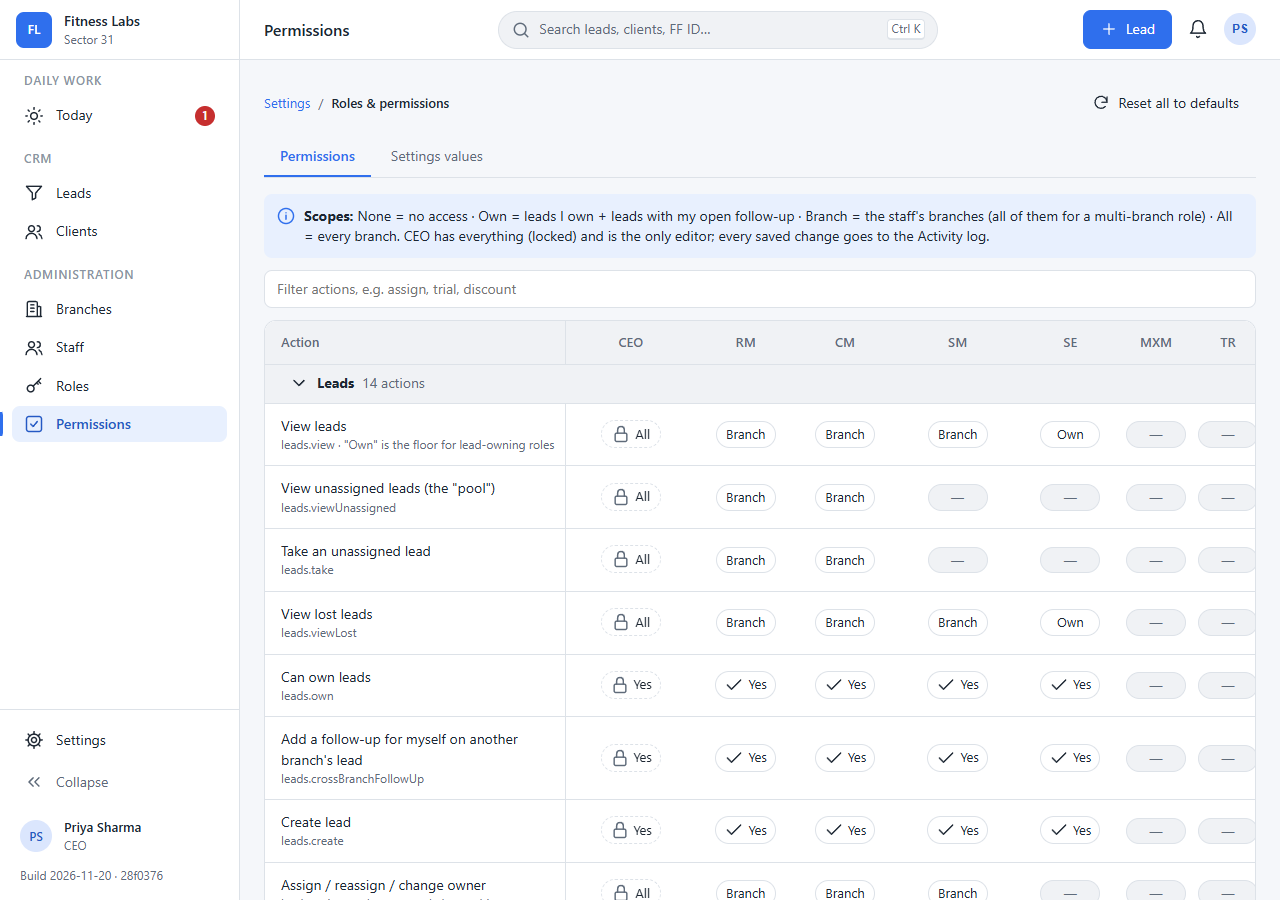 FL
Fitness Labs
Sector 31
Permissions
Search leads, clients, FF ID...
Ctrl K
Lead
PS
DAILY WORK
Today
1
CRM
Leads
Clients
ADMINISTRATION
Branches
Staff
Roles
Permissions
Settings
Collapse
PS
Priya Sharma
CEO
Build 2026-11-20 · 28f0376
Settings / Roles & permissions
Reset all to defaults
Permissions
Settings values
Scopes: None = no access · Own = leads I own + leads with my open follow-up · Branch = the staff's branches (all of them for a multi-branch role) · All
= every branch. CEO has everything (locked) and is the only editor; every saved change goes to the Activity log.
Filter actions, e.g. assign, trial, discount
Action CEO RM CM SM SE MXM TR
Leads 14 actions
View leads
leads.view · "Own" is the floor for lead-owning roles
All Branch Branch Branch Own — —
View unassigned leads (the "pool")
leads.viewUnassigned
All Branch Branch — — — —
Take an unassigned lead
leads.take
All Branch Branch — — — —
View lost leads
leads.viewLost
All Branch Branch Branch Own — —
Can own leads
leads.own
Yes Yes Yes Yes Yes — —
Add a follow-up for myself on another
branch's lead
leads.crossBranchFollowUp
Yes Yes Yes Yes Yes — —
Create lead
leads.create
Yes Yes Yes Yes Yes — —
Assign / reassign / change owner
All Branch Branch Branch — — —